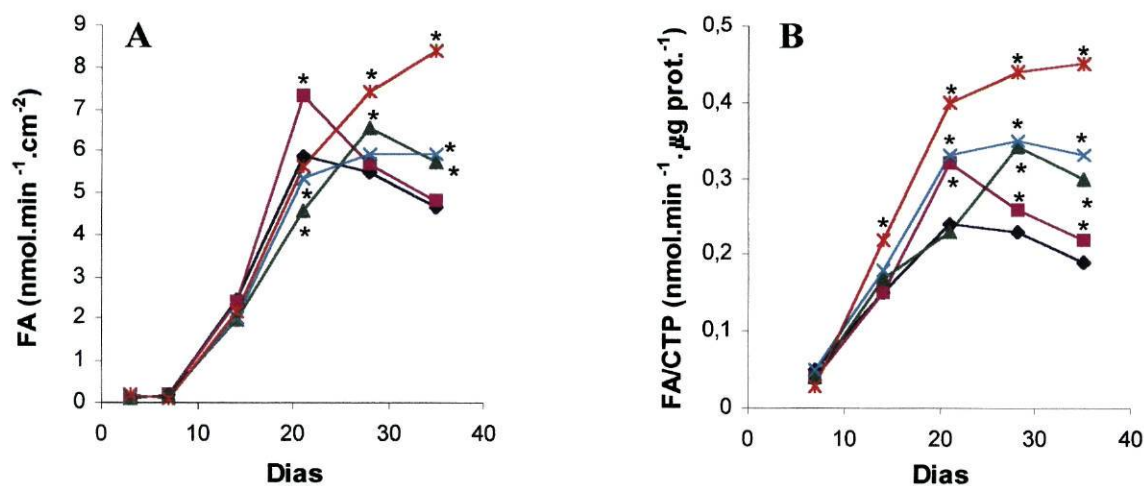 A
FA (nmol.min⁻¹.cm⁻²)
9
8
7
6
5
4
3
2
1
0
0 10 20 30 40
Dias
* * * * * * * *
B
FA/CTP (nmol.min⁻¹.µg prot.⁻¹)
0,5
0,4
0,3
0,2
0,1
0
0 10 20 30 40
Dias
* * * * * * * * * * * *